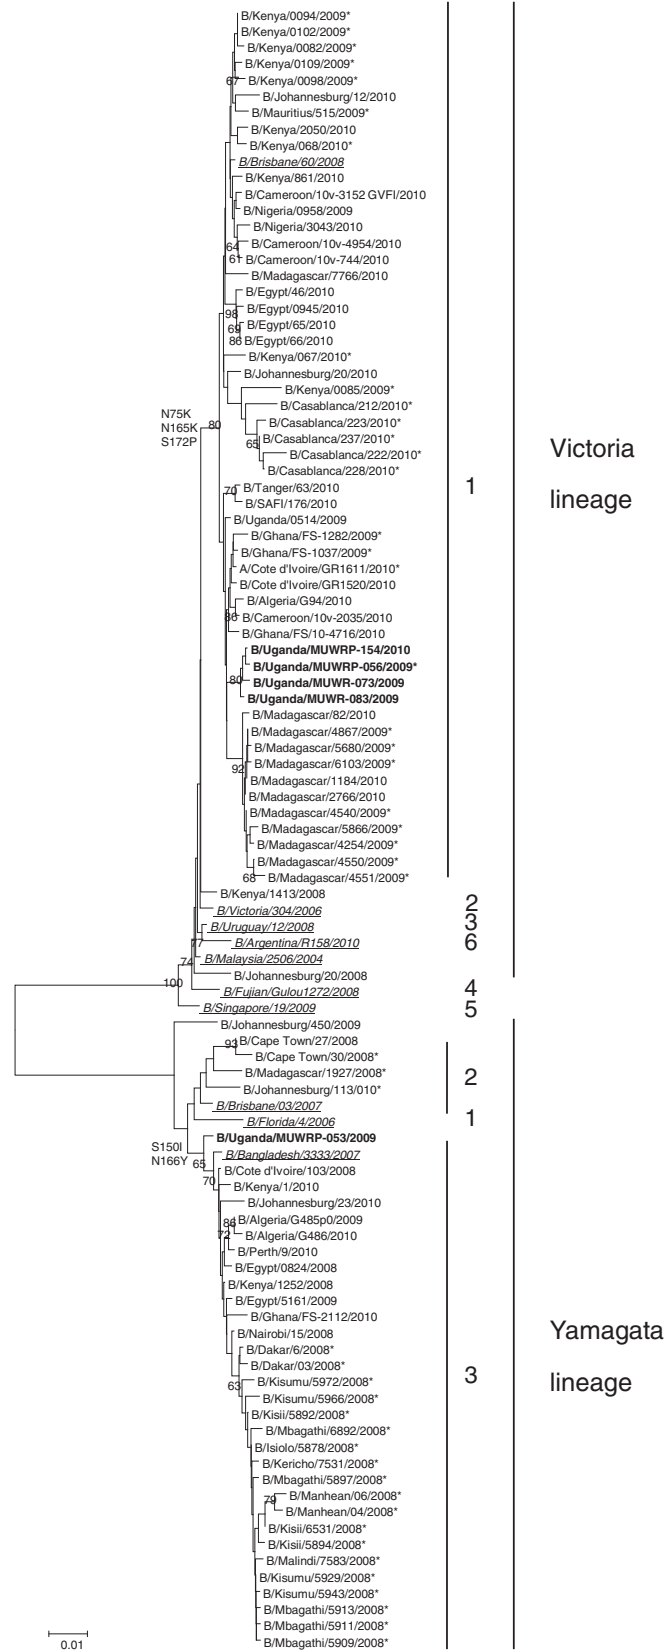 B/Kenya/0094/2009*
B/Kenya/0102/2009*
B/Kenya/0082/2009*
B/Kenya/0109/2009*
67
B/Kenya/0098/2009*
B/Johannesburg/12/2010
B/Mauritius/515/2009*
B/Kenya/2050/2010
B/Kenya/068/2010*
B/Brisbane/60/2008
B/Kenya/861/2010
B/Cameroon/10v-3152 GVFI/2010
B/Nigeria/0958/2009
B/Nigeria/3043/2010
64
B/Cameroon/10v-4954/2010
61
B/Cameroon/10v-744/2010
B/Madagascar/7766/2010
B/Egypt/46/2010
98
B/Egypt/0945/2010
69
B/Egypt/65/2010
86
B/Egypt/66/2010
B/Kenya/067/2010*
B/Johannesburg/20/2010
B/Kenya/0085/2009*
B/Casablanca/212/2010*
N75K
N165K
S172P
80
B/Casablanca/223/2010*
65
B/Casablanca/237/2010*
B/Casablanca/222/2010*
B/Casablanca/228/2010*
70
B/Tanger/63/2010
B/SAFI/176/2010
B/Uganda/0514/2009
B/Ghana/FS-1282/2009*
B/Ghana/FS-1037/2009*
A/Cote d'Ivoire/GR1611/2010*
B/Cote d'Ivoire/GR1520/2010
B/Algeria/G94/2010
86
B/Cameroon/10v-2035/2010
B/Ghana/FS/10-4716/2010
B/Uganda/MUWRP-154/2010
B/Uganda/MUWRP-056/2009*
80
B/Uganda/MUWR-073/2009
B/Uganda/MUWR-083/2009
B/Madagascar/82/2010
B/Madagascar/4867/2009*
B/Madagascar/5680/2009*
92
B/Madagascar/6103/2009*
B/Madagascar/1184/2010
B/Madagascar/2766/2010
B/Madagascar/4540/2009*
B/Madagascar/5866/2009*
B/Madagascar/4254/2009*
B/Madagascar/4550/2009*
68
B/Madagascar/4551/2009*
1
Victoria
lineage
B/Kenya/1413/2008
B/Victoria/304/2006
2
B/Uruguay/12/2008
3
77
B/Argentina/R158/2010
6
74
B/Malaysia/2506/2004
B/Johannesburg/20/2008
100
B/Fujian/Gulou1272/2008
4
B/Singapore/19/2009
5
B/Johannesburg/450/2009
93
B/Cape Town/27/2008
B/Cape Town/30/2008*
B/Madagascar/1927/2008*
B/Johannesburg/113/010*
2
B/Brisbane/03/2007
B/Florida/4/2006
1
B/Uganda/MUWRP-053/2009
S150I
N166Y
65
B/Bangladesh/3333/2007
70
B/Cote d'Ivoire/103/2008
B/Kenya/1/2010
B/Johannesburg/23/2010
86
B/Algeria/G485p0/2009
72
B/Algeria/G486/2010
B/Perth/9/2010
B/Egypt/0824/2008
B/Kenya/1252/2008
B/Egypt/5161/2009
B/Ghana/FS-2112/2010
B/Nairobi/15/2008
B/Dakar/6/2008*
B/Dakar/03/2008*
63
B/Kisumu/5972/2008*
B/Kisumu/5966/2008*
B/Kisii/5892/2008*
B/Mbagathi/6892/2008*
B/Isiolo/5878/2008*
B/Kericho/7531/2008*
B/Mbagathi/5897/2008*
79
B/Manhean/06/2008*
B/Manhean/04/2008*
B/Kisii/6531/2008*
B/Kisii/5894/2008*
B/Malindi/7583/2008*
B/Kisumu/5929/2008*
B/Kisumu/5943/2008*
B/Mbagathi/5913/2008*
B/Mbagathi/5911/2008*
B/Mbagathi/5909/2008*
3
Yamagata
lineage
0.01